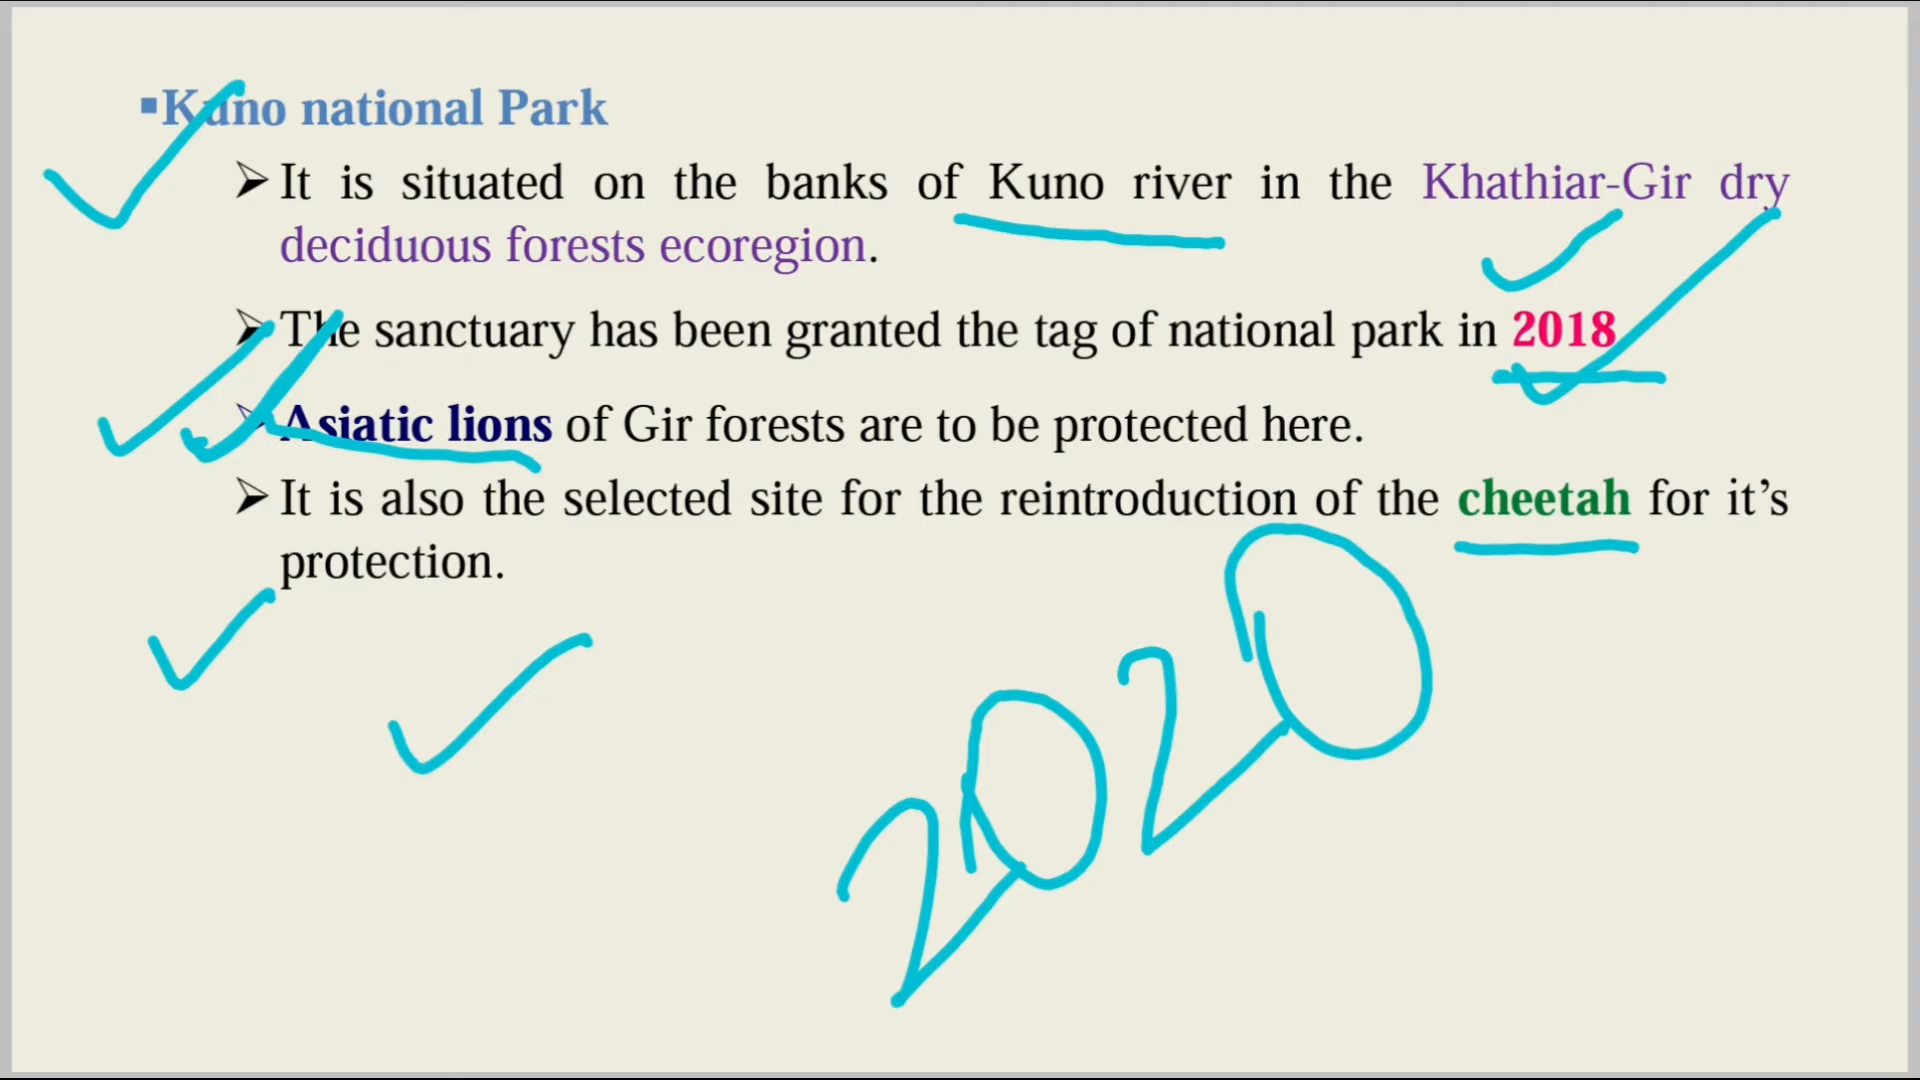 ▪Kuno national Park
➢It is situated on the banks of Kuno river in the Khathiar-Gir dry
deciduous forests ecoregion.
➢The sanctuary has been granted the tag of national park in 2018
➢Asiatic lions of Gir forests are to be protected here.
➢It is also the selected site for the reintroduction of the cheetah for it’s
protection.
2020